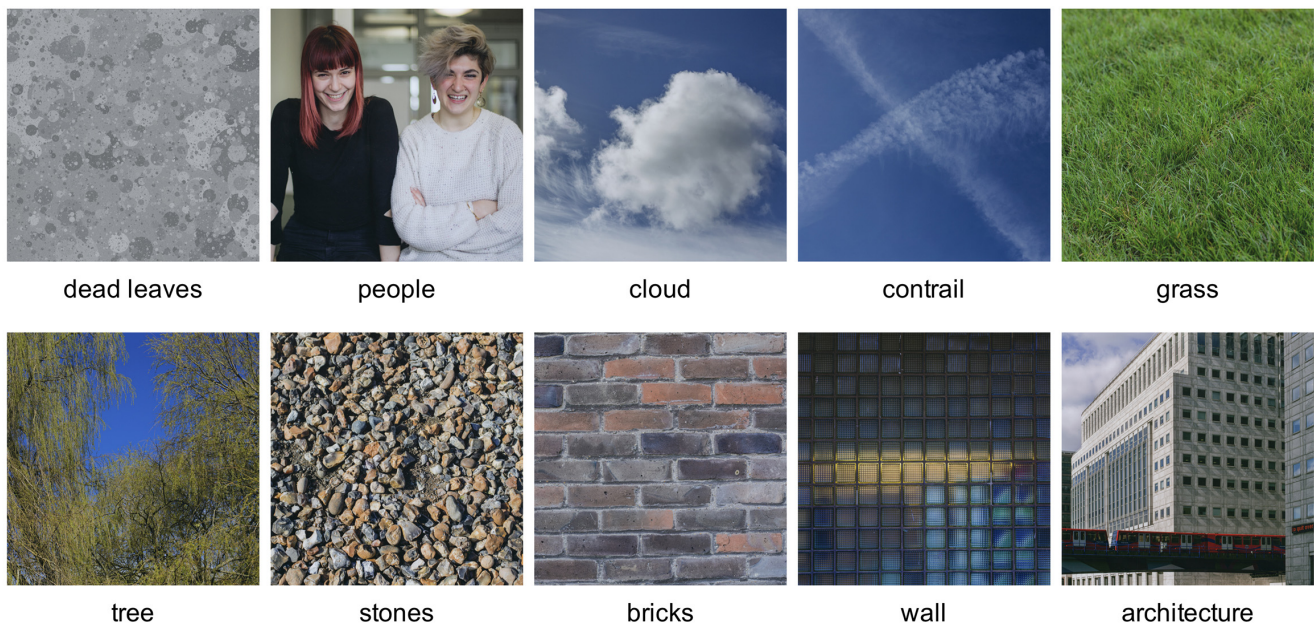 dead leaves
people
cloud
contrail
grass
tree
stones
bricks
wall
architecture